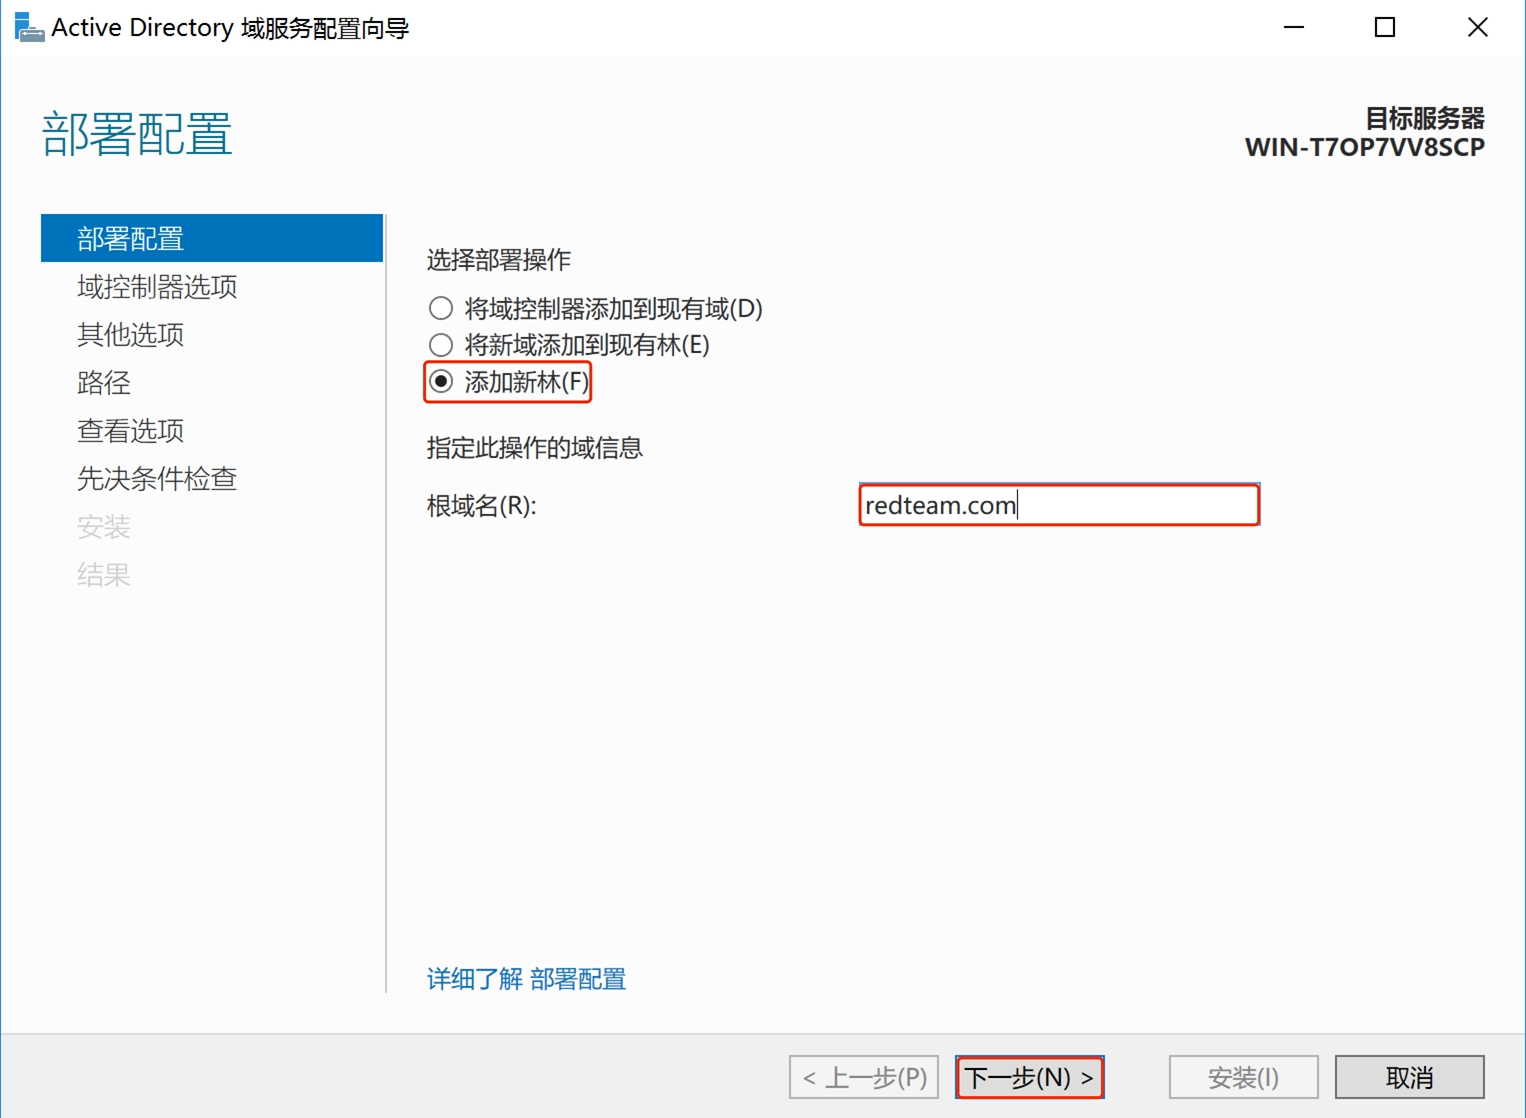 Active Directory 域服务配置向导
部署配置
目标服务器
WIN-T7OP7VV8SCP
部署配置
域控制器选项
其他选项
路径
查看选项
先决条件检查
安装
结果
选择部署操作
将域控制器添加到现有域(D)
将新域添加到现有林(E)
添加新林(F)
指定此操作的域信息
根域名(R):
redteam.com
详细了解 部署配置
< 上一步(P)
下一步(N) >
安装(I)
取消